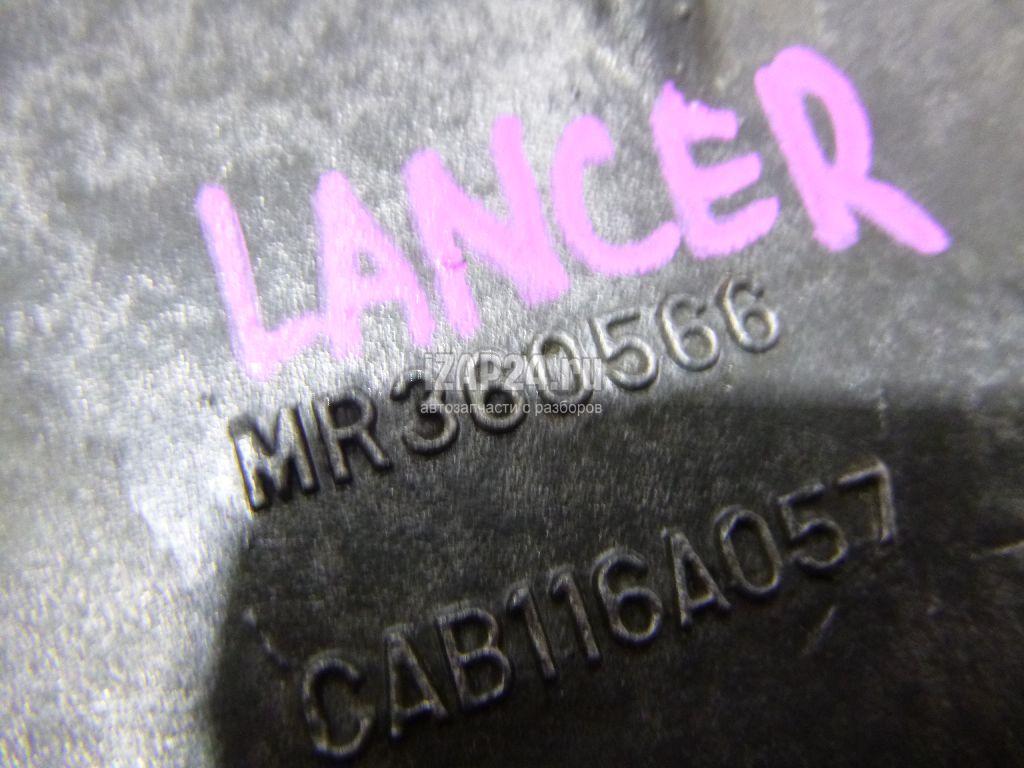 LANCER
MR360566
iZAP24.ru
автозапчасти с разборов
CAB116A057